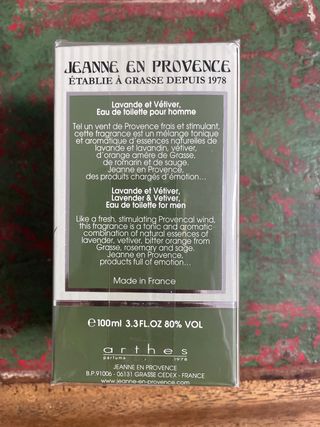 JEANNE EN PROVENCE
ÉTABLIE À GRASSE DEPUIS 1978
Lavande et Vétiver,
Eau de toilette pour homme
Tel un vent de Provence frais et stimulant,
cette fragrance est un mélange tonique
et aromatique d'essences naturelles de
lavande et lavandin, vétiver,
d'orange amère de Grasse,
de romarin et de sauge.
Jeanne en Provence,
des produits chargés d'émotion...
Lavande et Vétiver,
Lavender & Vetiver,
Eau de toilette for men
Like a fresh, stimulating Provencal wind,
this fragrance is a tonic and aromatic
combination of natural essences of
lavender, vetiver, bitter orange from
Grasse, rosemary and sage.
Jeanne en Provence,
products full of emotion...
Made in France
℮100ml 3.3FL.OZ 80% VOL
arthes
parfums 1978
JEANNE EN PROVENCE
B.P. 91006 - 06131 GRASSE CEDEX - FRANCE
www.jeanne-en-provence.com